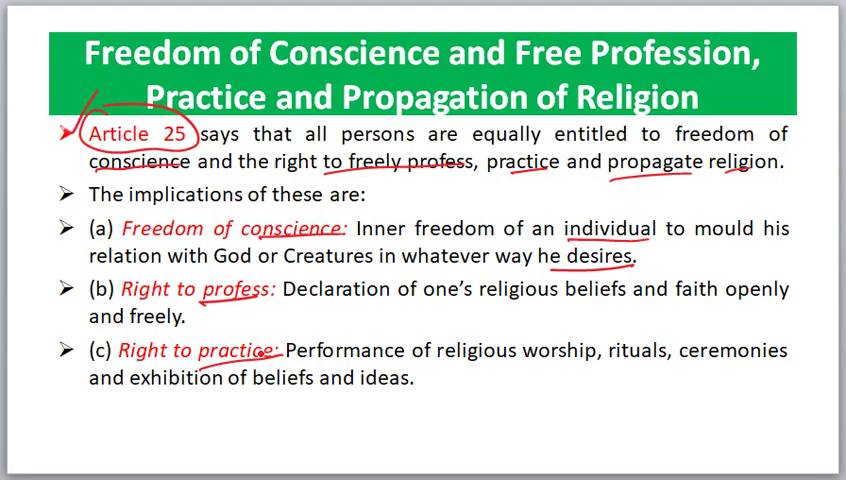 Freedom of Conscience and Free Profession,
Practice and Propagation of Religion
➤ Article 25 says that all persons are equally entitled to freedom of
conscience and the right to freely profess, practice and propagate religion.
➤ The implications of these are:
➤ (a) Freedom of conscience: Inner freedom of an individual to mould his
relation with God or Creatures in whatever way he desires.
➤ (b) Right to profess: Declaration of one’s religious beliefs and faith openly
and freely.
➤ (c) Right to practice: Performance of religious worship, rituals, ceremonies
and exhibition of beliefs and ideas.